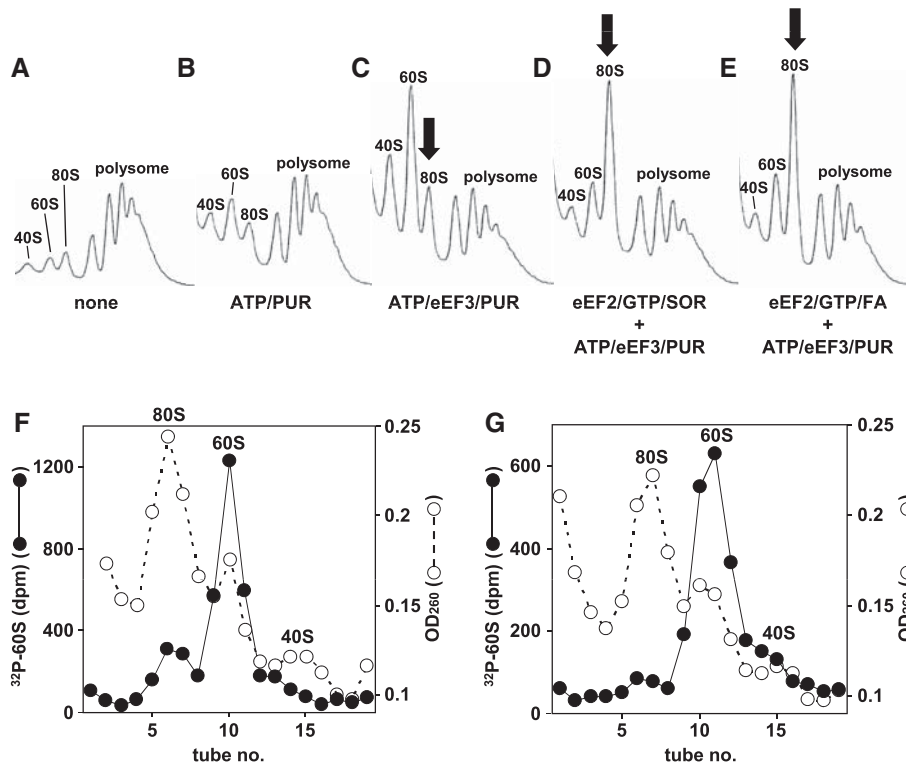 A
B
C
D
E
40S
60S
80S
polysome
none
40S
60S
80S
polysome
ATP/PUR
40S
60S
80S
polysome
ATP/eEF3/PUR
40S
60S
80S
polysome
eEF2/GTP/SOR
+
ATP/eEF3/PUR
40S
60S
80S
polysome
eEF2/GTP/FA
+
ATP/eEF3/PUR
F
80S
60S
40S
1200
800
400
0
32P-60S (dpm) (
0.25
0.2
0.15
0.1
OD260 (
)
5
10
15
tube no.
G
80S
60S
40S
600
400
200
0
32P-60S (dpm) (
0.25
0.2
0.15
0.1
OD260 (
5
10
15
tube no.